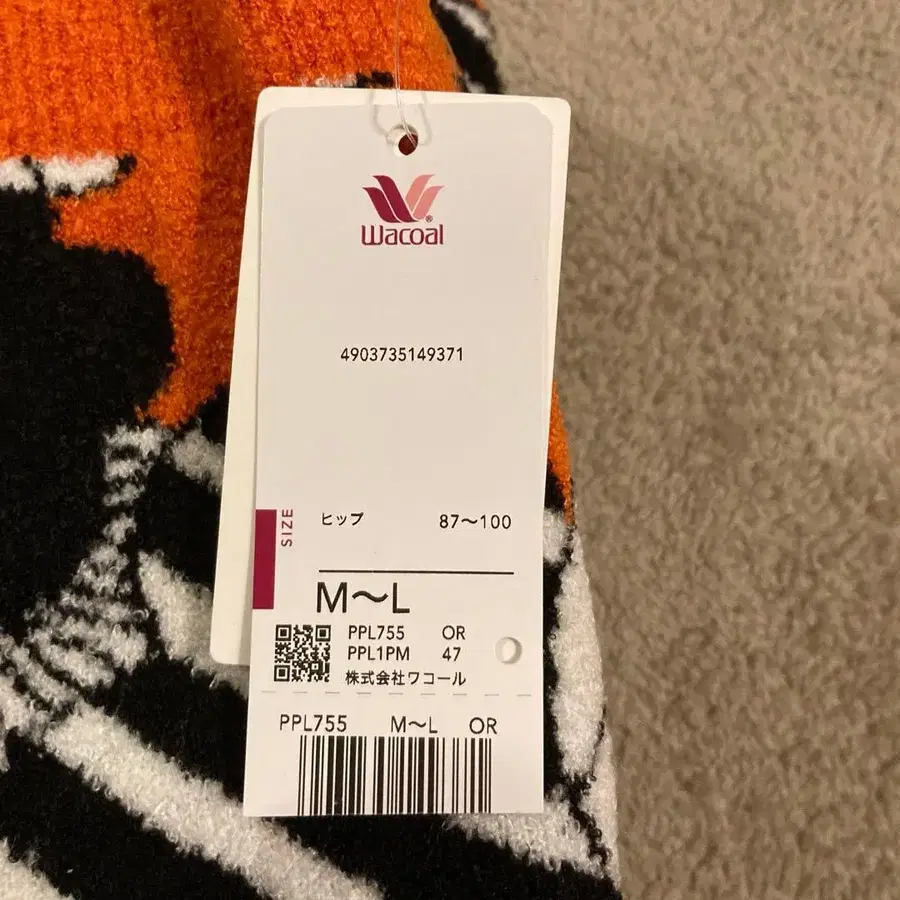 Wacoal®
4903735149371
SIZE
ヒップ 87〜100
M〜L
PPL755 OR
PPL1PM 47
株式会社ワコール
PPL755 M〜L OR